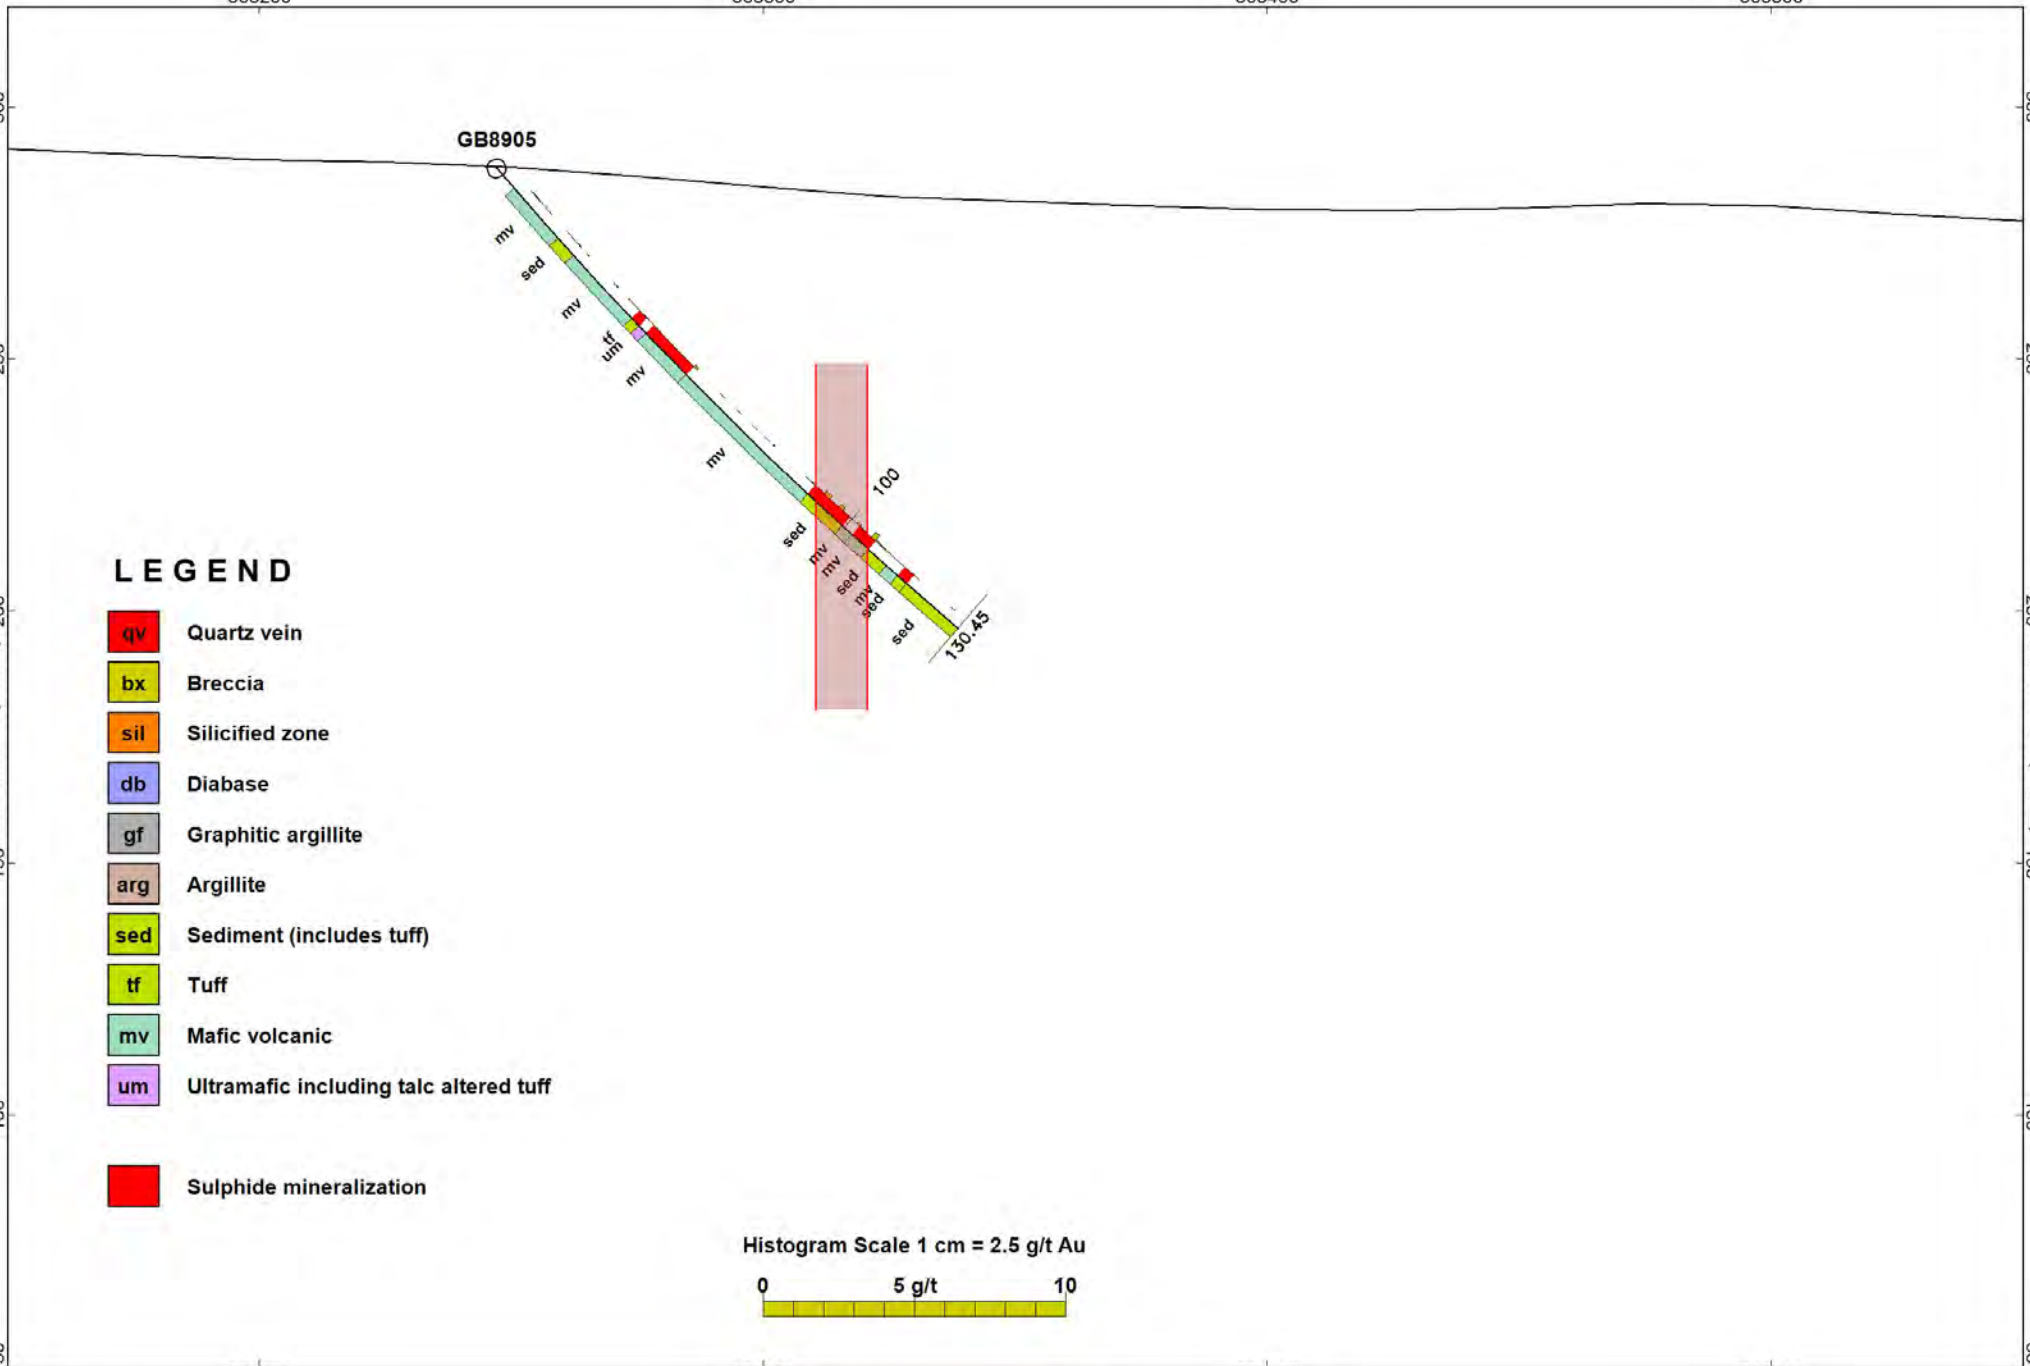 GB8905
mv
sed
mv
tf
um
mv
mv
100
sed
mv
mv
sed
mv
sed
sed
130.45
LEGEND
qv Quartz vein
bx Breccia
sil Silicified zone
db Diabase
gf Graphitic argillite
arg Argillite
sed Sediment (includes tuff)
tf Tuff
mv Mafic volcanic
um Ultramafic including talc altered tuff
Sulphide mineralization
Histogram Scale 1 cm = 2.5 g/t Au
0 5 g/t 10